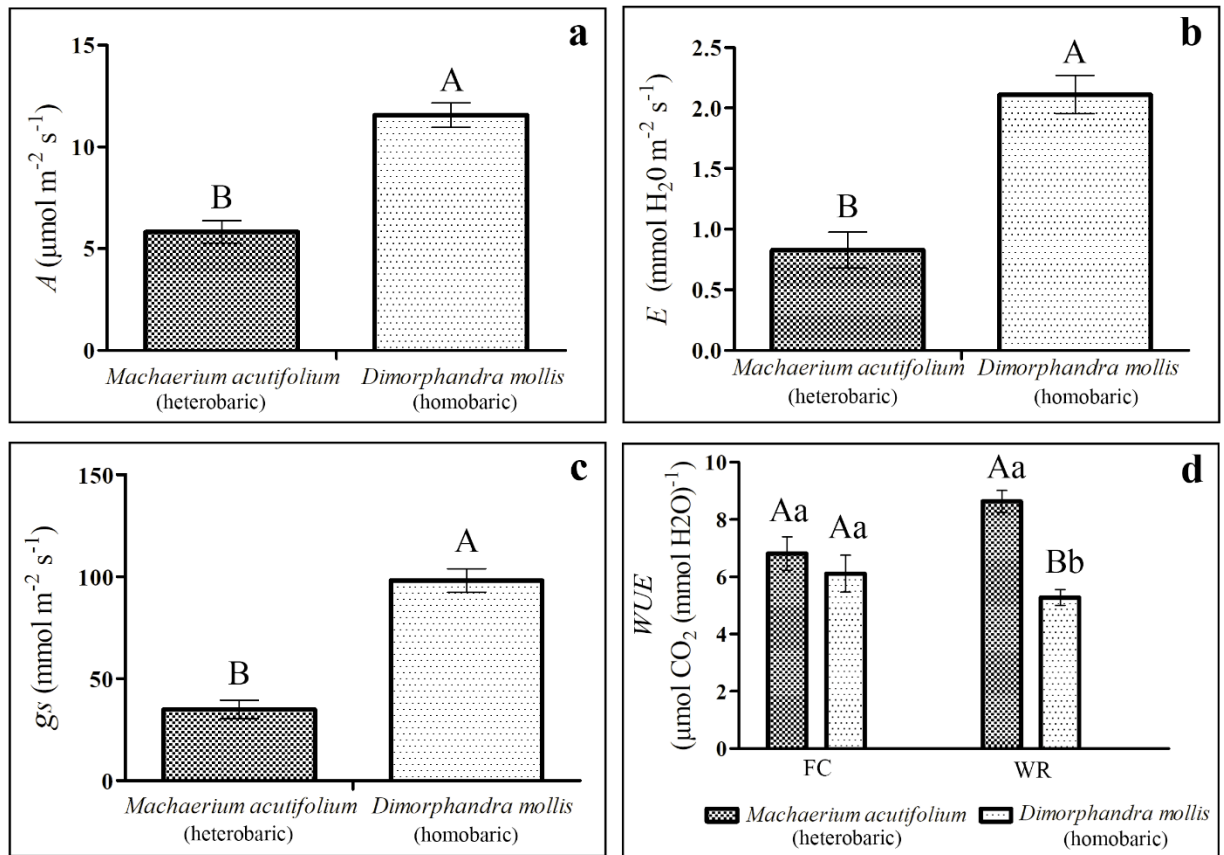 a
A (µmol m-2 s-1)
15
10
5
0
B
A
Machaerium acutifolium
(heterobaric)
Dimorphandra mollis
(homobaric)
b
E (mmol H20 m-2 s-1)
2.5
2.0
1.5
1.0
0.5
0.0
B
A
Machaerium acutifolium
(heterobaric)
Dimorphandra mollis
(homobaric)
c
gs (mmol m-2 s-1)
150
100
50
0
B
A
Machaerium acutifolium
(heterobaric)
Dimorphandra mollis
(homobaric)
d
WUE
(µmol CO2 (mmol H2O)-1
10
8
6
4
2
0
Aa
Aa
Aa
Bb
FC
WR
Machaerium acutifolium
(heterobaric)
Dimorphandra mollis
(homobaric)